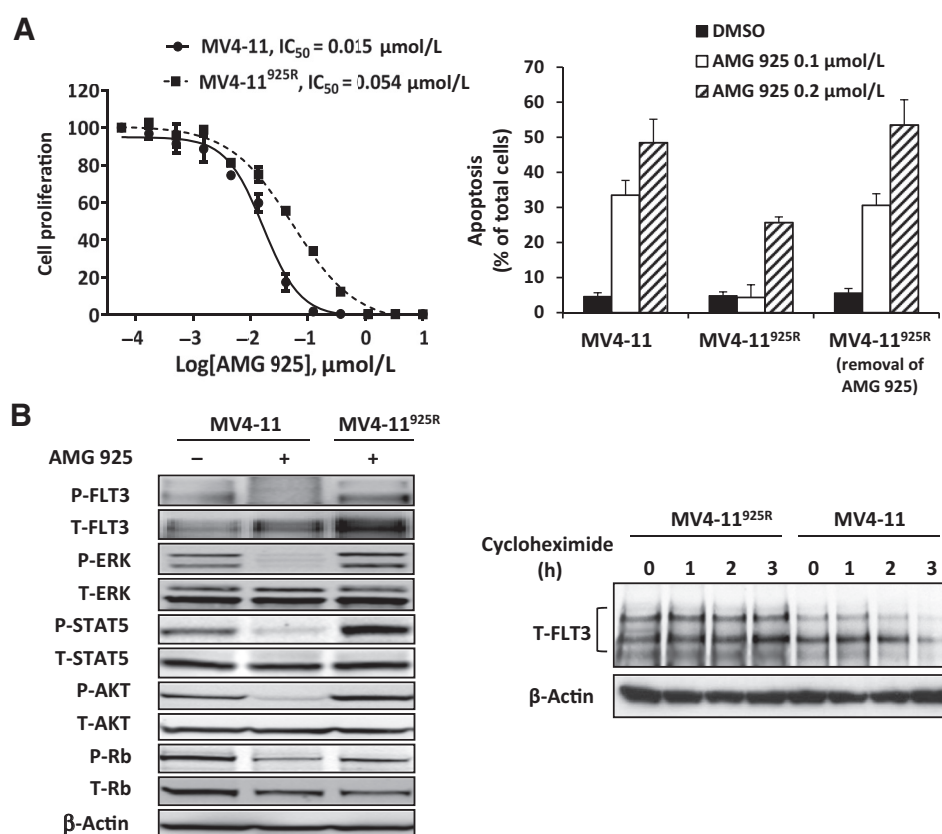 A
MV4-11, IC50 = 0.015 μmol/L
MV4-11925R, IC50 = 0.054 μmol/L
Cell proliferation
120
100
80
60
40
20
0
–4 –3 –2 –1 0 1
Log[AMG 925], μmol/L
DMSO
AMG 925 0.1 μmol/L
AMG 925 0.2 μmol/L
Apoptosis
(% of total cells)
70
60
50
40
30
20
10
0
MV4-11 MV4-11925R MV4-11925R
(removal of
AMG 925)
B
MV4-11 MV4-11925R
AMG 925 – + +
P-FLT3
T-FLT3
P-ERK
T-ERK
P-STAT5
T-STAT5
P-AKT
T-AKT
P-Rb
T-Rb
β-Actin
MV4-11925R MV4-11
Cycloheximide
(h) 0 1 2 3 0 1 2 3
T-FLT3
β-Actin